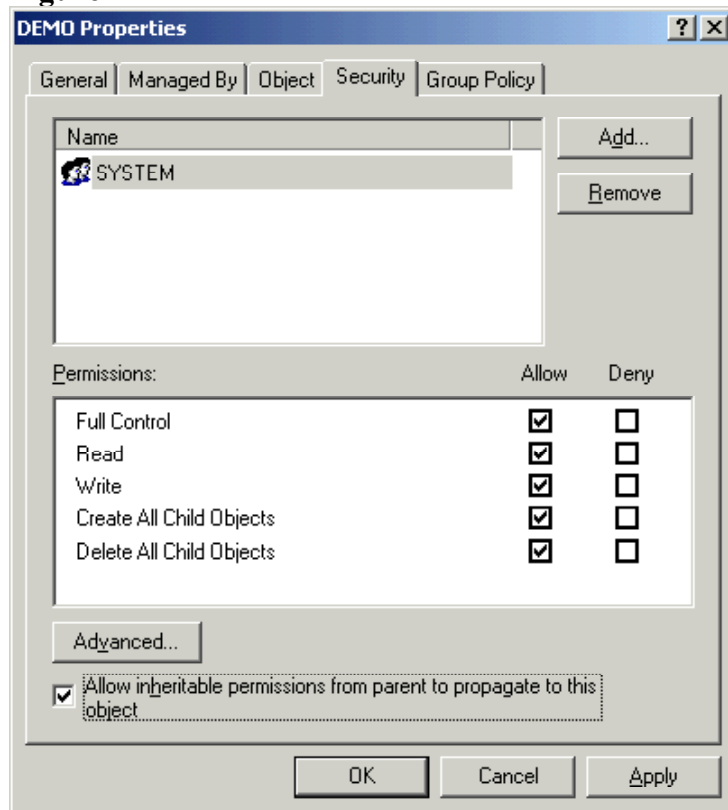 DEMO Properties
General Managed By Object Security Group Policy
Name
Add...
SYSTEM
Remove
Permissions: Allow Deny
Full Control
Read
Write
Create All Child Objects
Delete All Child Objects
Advanced...
Allow inheritable permissions from parent to propagate to this
object
OK Cancel Apply